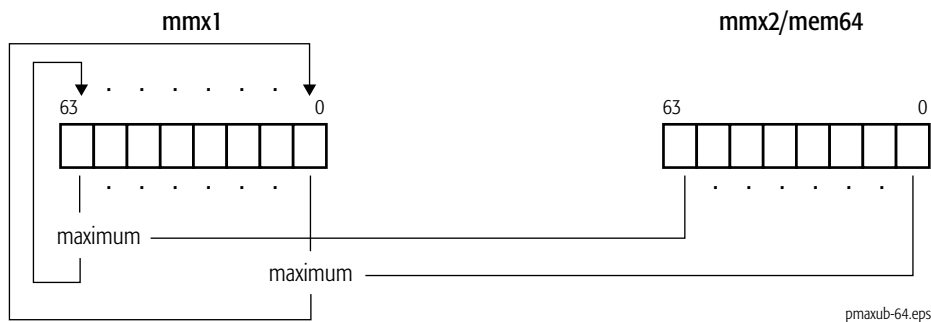 mmx1 mmx2/mem64
. . . . . .
63 0 63 0
. . . . . . . . . . . .
maximum
maximum
pmaxub-64.eps